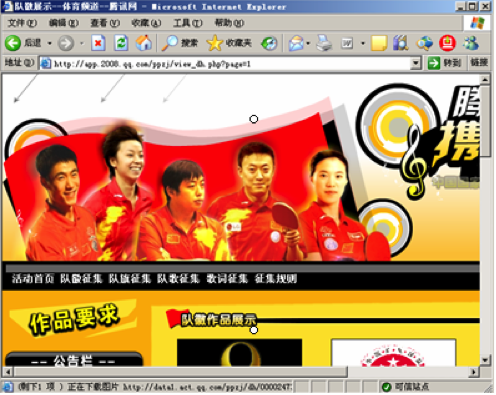 队徽展示--体育频道--腾讯网 - Microsoft Internet Explorer
文件(F) 编辑(E) 查看(V) 收藏(A) 工具(T) 帮助(H)
后退 搜索 收藏夹
地址(D) http://app.2008.qq.com/ppzj/view_dh.php?page=1 转到 链接
腾
携
中国
活动首页 队徽征集 队旗征集 队歌征集 歌词征集 征集规则
作品要求
队徽作品展示
-- 公告栏 --
(剩下1 项 ) 正在下载图片 http://data1.act.qq.com/ppzj/dh/0000247 可信站点